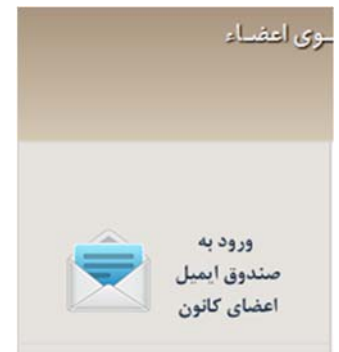 اعضاء
ورود به
صندوق ایمیل
اعضای کانون